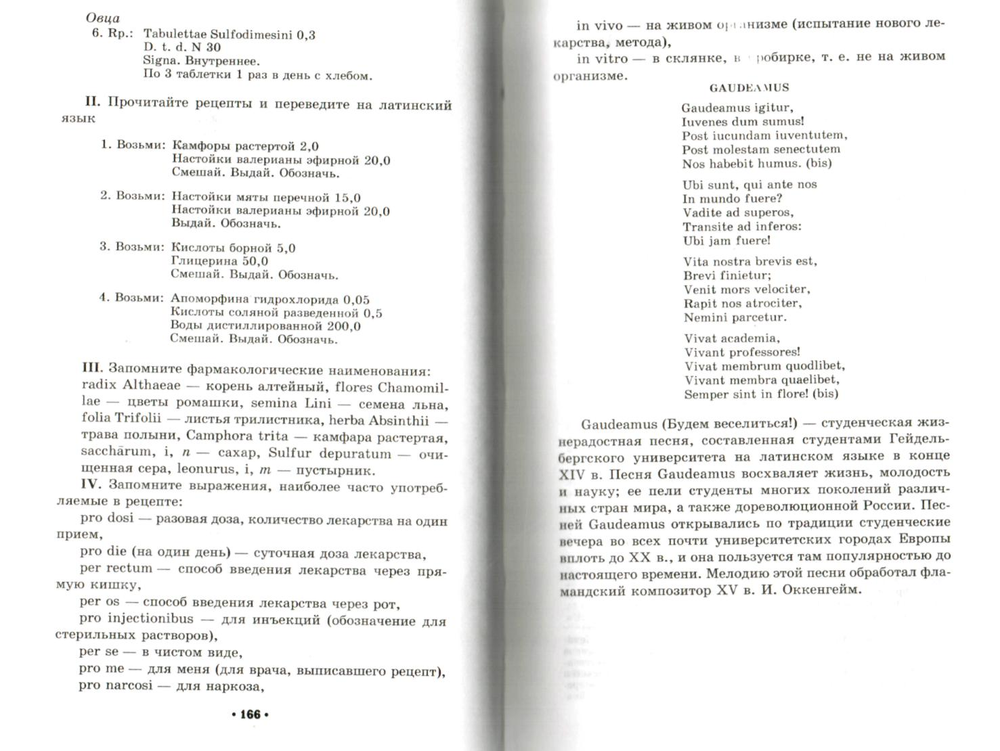 Овца
6. Rp.: Tabulettae Sulfodimesini 0,3
D. t. d. N 30
Signa. Внутреннее.
По 3 таблетки 1 раз в день с хлебом.
II. Прочитайте рецепты и переведите на латинский
язык
1. Возьми: Камфоры растертой 2,0
Настойки валерианы эфирной 20,0
Смешай. Выдай. Обозначь.
2. Возьми: Настойки мяты перечной 15,0
Настойки валерианы эфирной 20,0
Выдай. Обозначь.
3. Возьми: Кислоты борной 5,0
Глицерина 50,0
Смешай. Выдай. Обозначь.
4. Возьми: Апоморфина гидрохлорида 0,05
Кислоты соляной разведенной 0,5
Воды дистиллированной 200,0
Смешай. Выдай. Обозначь.
III. Запомните фармакологические наименования:
radix Althaeae — корень алтейный, flores Chamomil-
lae — цветы ромашки, semina Lini — семена льна,
folia Trifolii — листья трилистника, herba Absinthii —
трава полыни, Camphora trita — камфара растертая,
sacchārum, i, n — сахар, Sulfur depuratum — очи-
щенная сера, leonurus, i, m — пустырник.
IV. Запомните выражения, наиболее часто употреб-
ляемые в рецепте:
pro dosi — разовая доза, количество лекарства на один
прием,
pro die (на один день) — суточная доза лекарства,
per rectum — способ введения лекарства через пря-
мую кишку,
per os — способ введения лекарства через рот,
pro injectionibus — для инъекций (обозначение для
стерильных растворов),
per se — в чистом виде,
pro me — для меня (для врача, выписавшего рецепт),
pro narcosi — для наркоза,
• 166 •
in vivo — на живом организме (испытание нового ле-
карства, метода),
in vitro — в склянке, в пробирке, т. е. не на живом
организме.
GAUDEAMUS
Gaudeamus igitur,
Iuvenes dum sumus!
Post iucundam iuventutem,
Post molestam senectutem
Nos habebit humus. (bis)
Ubi sunt, qui ante nos
In mundo fuere?
Vadite ad superos,
Transite ad inferos:
Ubi jam fuere!
Vita nostra brevis est,
Brevi finietur;
Venit mors velociter,
Rapit nos atrociter,
Nemini parcetur.
Vivat academia,
Vivant professores!
Vivat membrum quodlibet,
Vivant membra quaelibet,
Semper sint in flore! (bis)
Gaudeamus (Будем веселиться!) — студенческая жиз-
нерадостная песня, составленная студентами Гейдель-
бергского университета на латинском языке в конце
XIV в. Песня Gaudeamus восхваляет жизнь, молодость
и науку; ее пели студенты многих поколений различ-
ных стран мира, а также дореволюционной России. Пес-
ней Gaudeamus открывались по традиции студенческие
вечера во всех почти университетских городах Европы
вплоть до XX в., и она пользуется там популярностью до
настоящего времени. Мелодию этой песни обработал фла-
мандский композитор XV в. И. Оккенгейм.